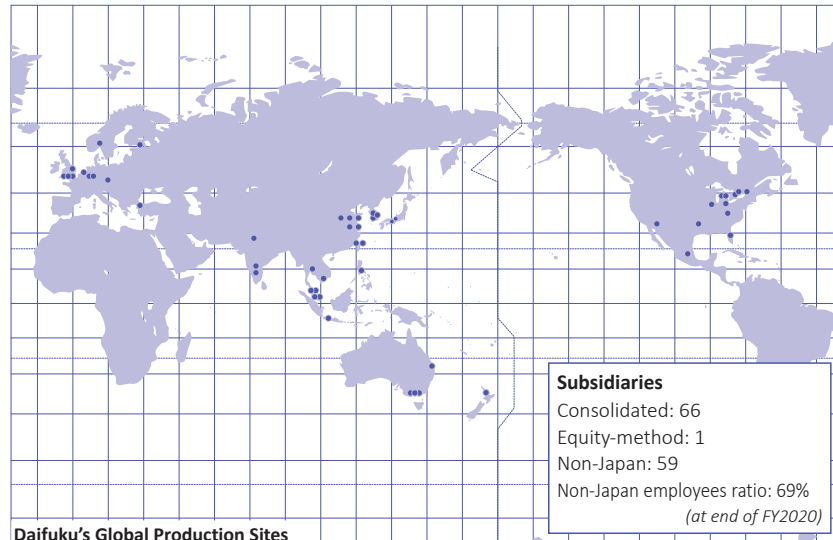 Subsidiaries
Consolidated: 66
Equity-method: 1
Non-Japan: 59
Non-Japan employees ratio: 69%
(at end of FY2020)
Daifuku's Global Production Sites